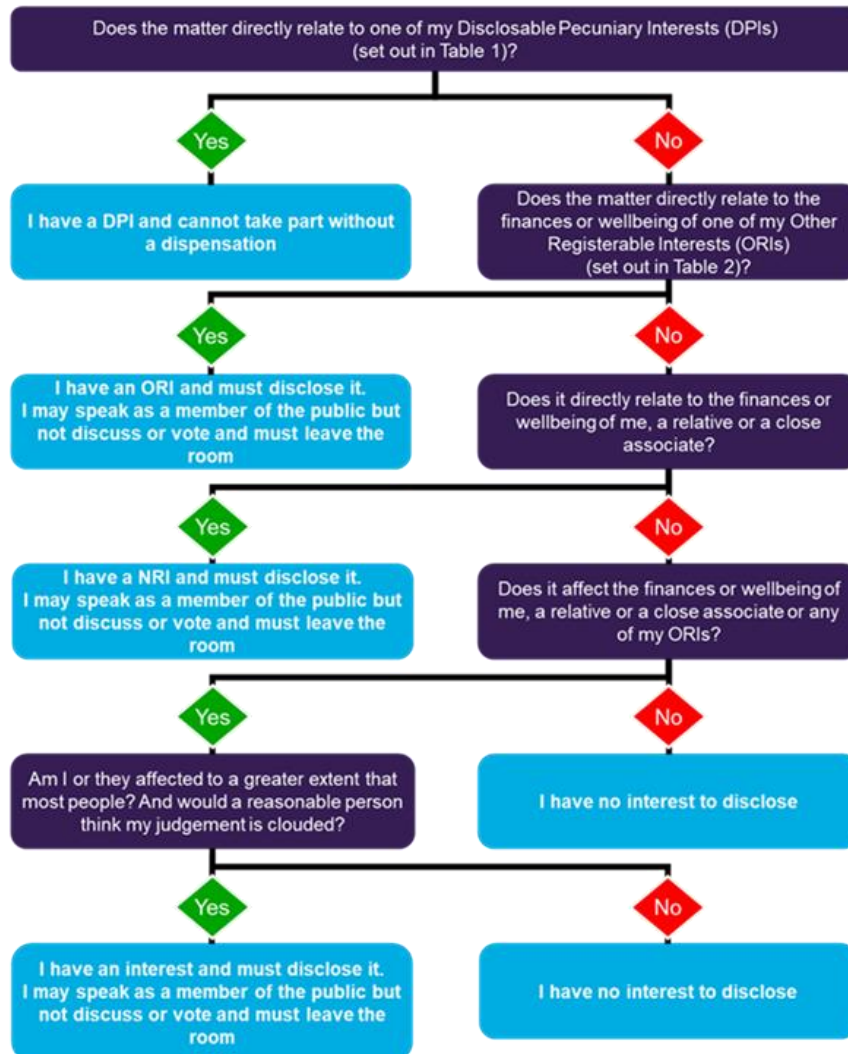 Does the matter directly relate to one of my Disclosable Pecuniary Interests (DPIs)
(set out in Table 1)?
Yes
No
I have a DPI and cannot take part without
a dispensation
Does the matter directly relate to the
finances or wellbeing of one of my Other
Registerable Interests (ORIs)
(set out in Table 2)?
Yes
No
I have an ORI and must disclose it.
I may speak as a member of the public but
not discuss or vote and must leave the
room
Does it directly relate to the finances or
wellbeing of me, a relative or a close
associate?
Yes
No
I have a NRI and must disclose it.
I may speak as a member of the public but
not discuss or vote and must leave the
room
Does it affect the finances or wellbeing of
me, a relative or a close associate or any
of my ORIs?
Yes
No
Am I or they affected to a greater extent that
most people? And would a reasonable person
think my judgement is clouded?
I have no interest to disclose
Yes
No
I have an interest and must disclose it.
I may speak as a member of the public but
not discuss or vote and must leave the
room
I have no interest to disclose